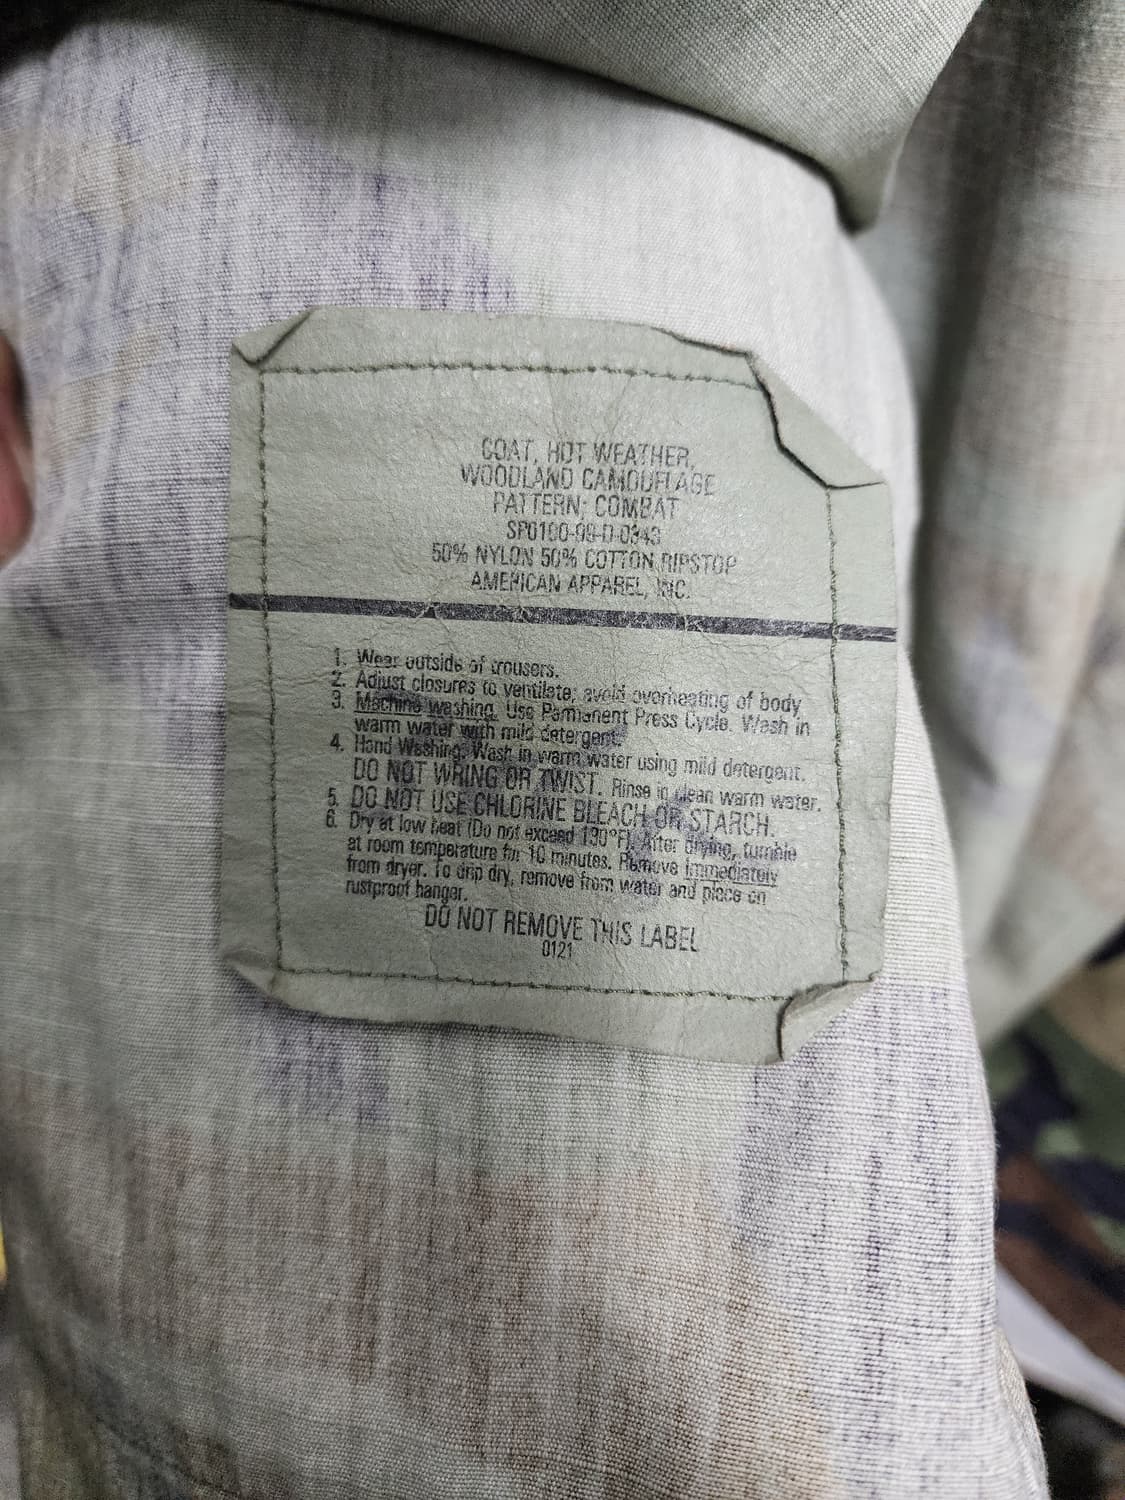 COAT, HOT WEATHER,
WOODLAND CAMOUFLAGE
PATTERN; COMBAT
SP0100-99-D-0343
50% NYLON 50% COTTON RIPSTOP
AMERICAN APPAREL, INC.
1. Wear outside of trousers.
2. Adjust closures to ventilate; avoid overheating of body
3. Machine washing. Use Parmanent Press Cycle. Wash in
warm water with mild detergent.
4. Hand Washing: Wash in warm water using mild detergent.
DO NOT WRING OR TWIST. Rinse in clean warm water.
5. DO NOT USE CHLORINE BLEACH OR STARCH.
6. Dry at low heat (Do not exceed 130°F). After drying, tumble
at room temperature for 10 minutes. Remove immediately
from dryer. To drip dry, remove from water and place on
rustproof hanger.
DO NOT REMOVE THIS LABEL
0121